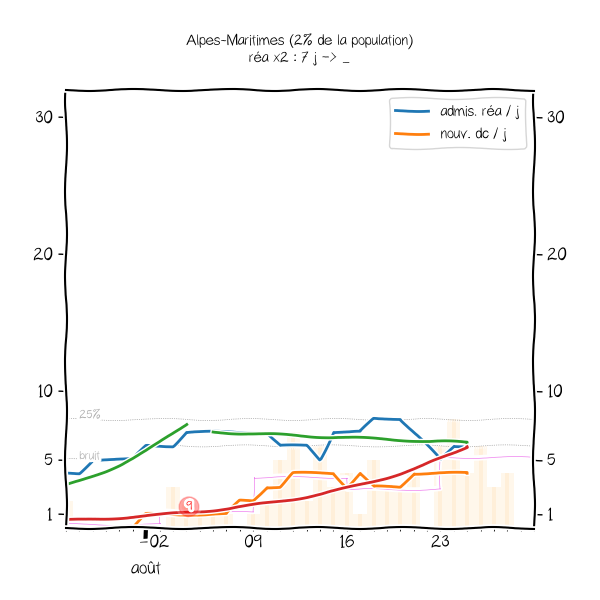 Alpes-Maritimes (2% de la population)
réa x2 : 7 j -> _
admis. réa / j
nouv. dc / j
30
30
20
20
10
10
25%
bruit
5
5
9
1
1
02
09
16
23
août